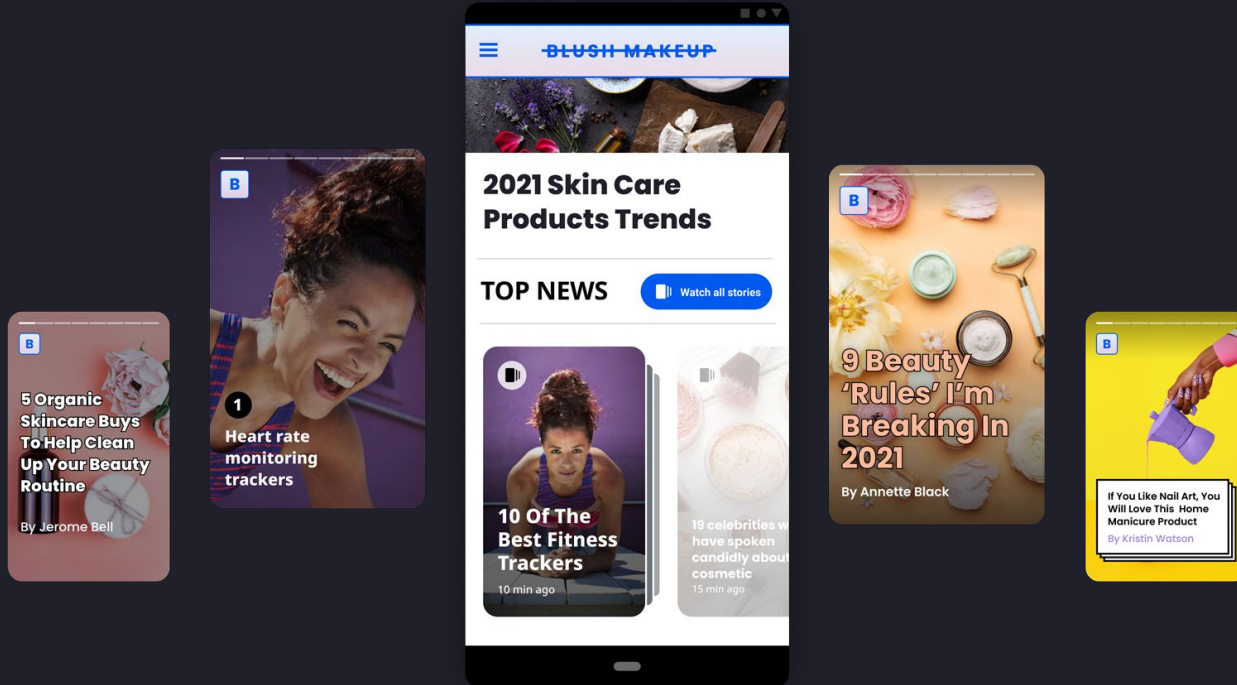 B
5 Organic
Skincare Buys
To Help Clean
Up Your Beauty
Routine
By Jerome Bell
B
1
Heart rate
monitoring
trackers
BLUSH MAKEUP
2021 Skin Care
Products Trends
TOP NEWS
Watch all stories
10 Of The
Best Fitness
Trackers
10 min ago
19 celebrities w
have spoken
candidly about
cosmetic
15 min ago
B
9 Beauty
‘Rules’ I’m
Breaking In
2021
By Annette Black
B
If You Like Nail Art, You
Will Love This Home
Manicure Product
By Kristin Watson